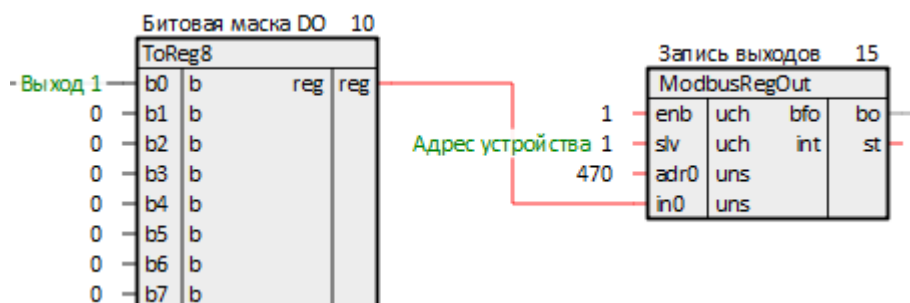 Битовая маска DO 10
ToReg8
Выход 1 b0 b reg reg
0 b1 b
0 b2 b
0 b3 b
0 b4 b
0 b5 b
0 b6 b
0 b7 b
Запись выходов 15
ModbusRegOut
1 enb uch bfo bo
Адрес устройства 1 slv uch int st
470 adr0 uns
in0 uns